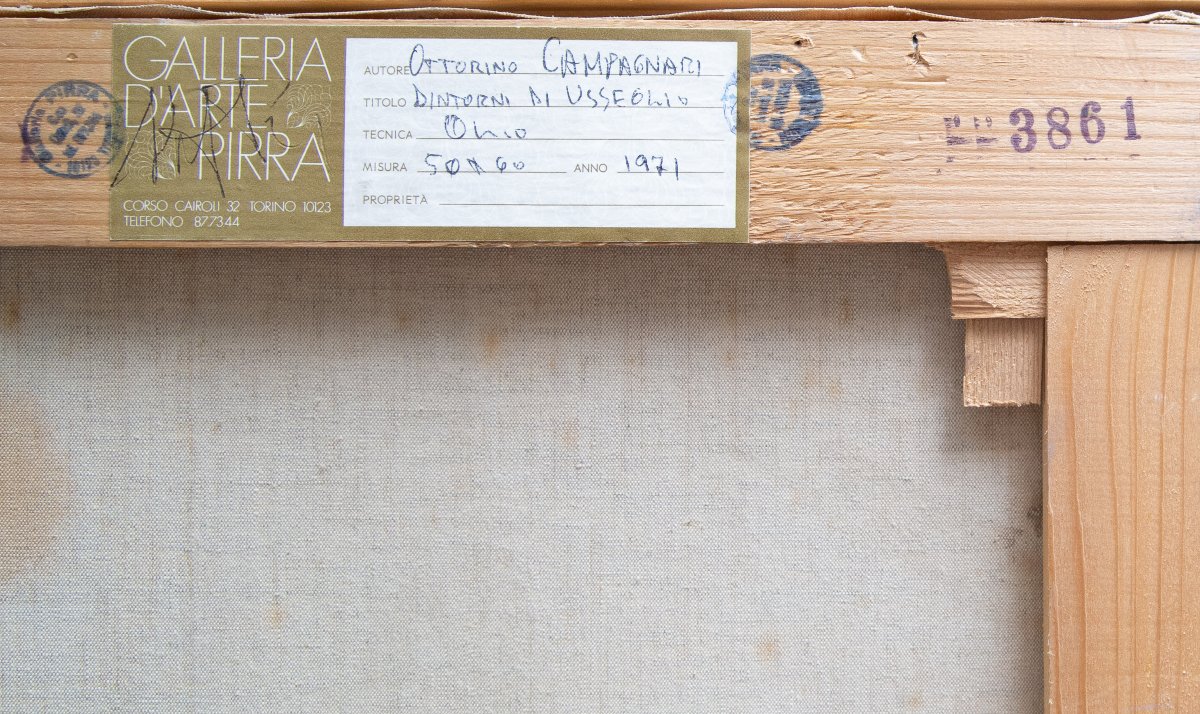 GALLERIA
D'ARTE
PIRRA
CORSO CAIROLI 32 TORINO 10123
TELEFONO 877344
AUTORE OTTORINO CAMPAGNARI
TITOLO DINTORNI DI USSEGLIO
TECNICA OLIO
MISURA 50x60 ANNO 1971
PROPRIETÀ
PIRRA
3861